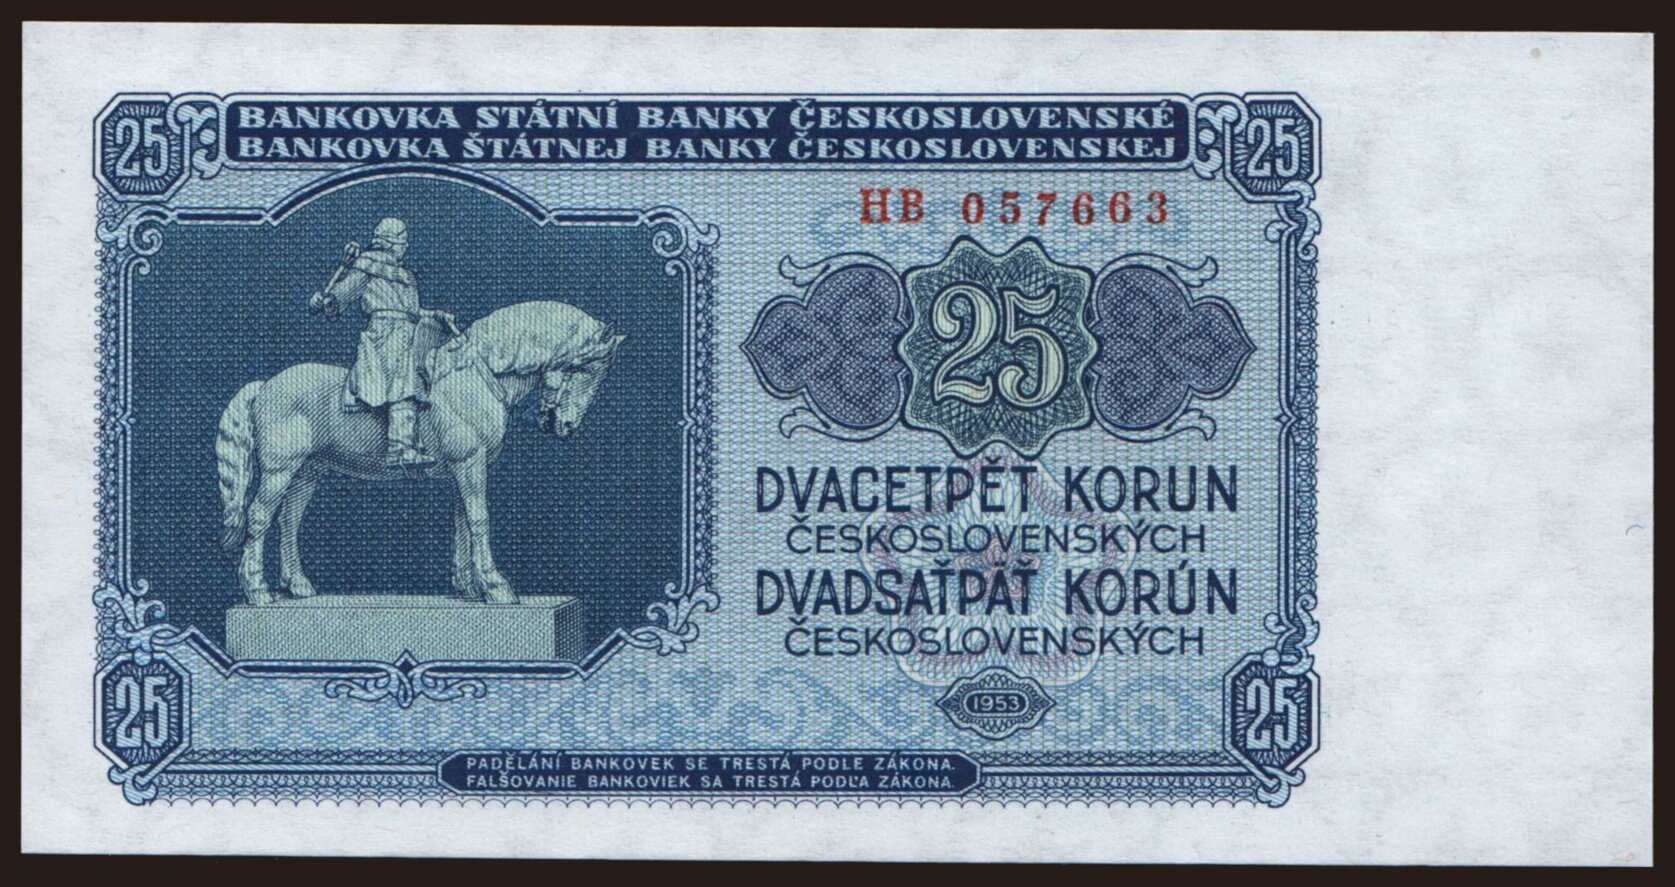 BANKOVKA STÁTNÍ BANKY ČESKOSLOVENSKÉ
BANKOVKA ŠTÁTNEJ BANKY ČESKOSLOVENSKEJ
25
25
HB 057663
25
DVACETPĚT KORUN
ČESKOSLOVENSKÝCH
DVADSAŤPÄŤ KORÚN
ČESKOSLOVENSKÝCH
1953
25
25
PADĚLÁNÍ BANKOVEK SE TRESTÁ PODLE ZÁKONA.
FALŠOVANIE BANKOVIEK SA TRESTÁ PODĽA ZÁKONA.